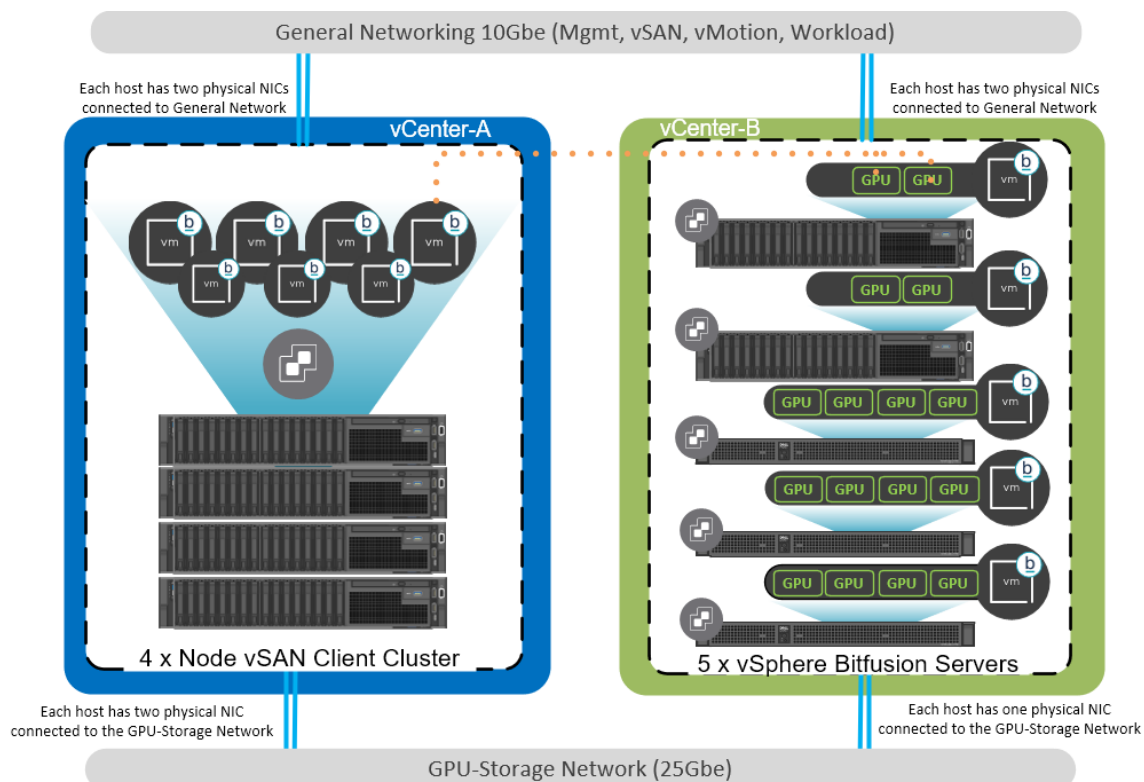 General Networking 10Gbe (Mgmt, vSAN, vMotion, Workload)
Each host has two physical NICs
connected to General Network
Each host has two physical NICs
connected to General Network
vCenter-A
vCenter-B
GPU GPU
vm b
vm b
vm b
vm b
vm b
vm b
vm b
vm b
GPU GPU
vm b
GPU GPU GPU GPU
vm b
GPU GPU GPU GPU
vm b
GPU GPU GPU GPU
vm b
4 x Node vSAN Client Cluster
5 x vSphere Bitfusion Servers
Each host has two physical NIC
connected to the GPU-Storage Network
Each host has one physical NIC
connected to the GPU-Storage Network
GPU-Storage Network (25Gbe)